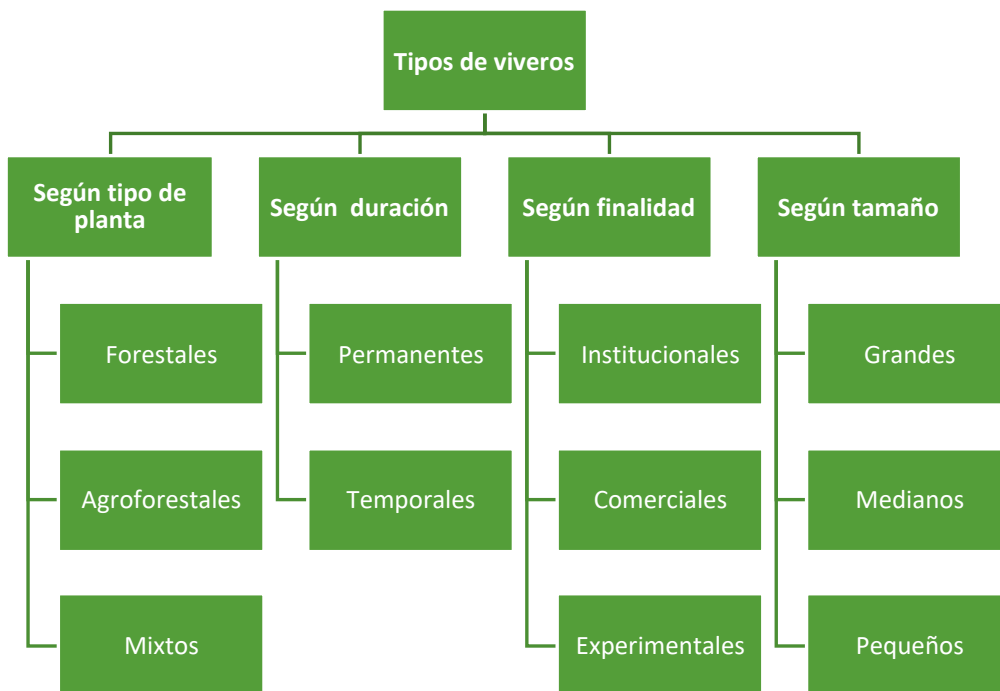 Tipos de viveros
Según tipo de
planta
Según duración
Según finalidad
Según tamaño
Forestales
Permanentes
Institucionales
Grandes
Agroforestales
Temporales
Comerciales
Medianos
Mixtos
Experimentales
Pequeños